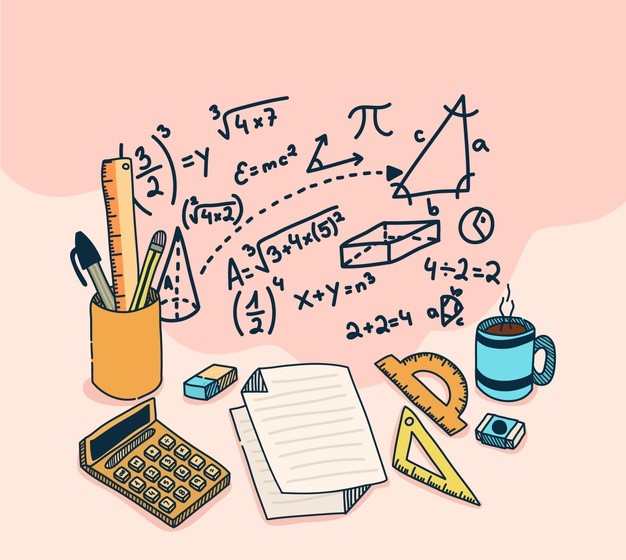 ∛(4×7)
π
(3/2)³ = y
Ɛ=mc²
c
a
b
(∛(4×2))
A=∛(3+4×(5)²)
A
4÷2=2
(1/2)⁴
x+y=n³
2+2=4
a b c